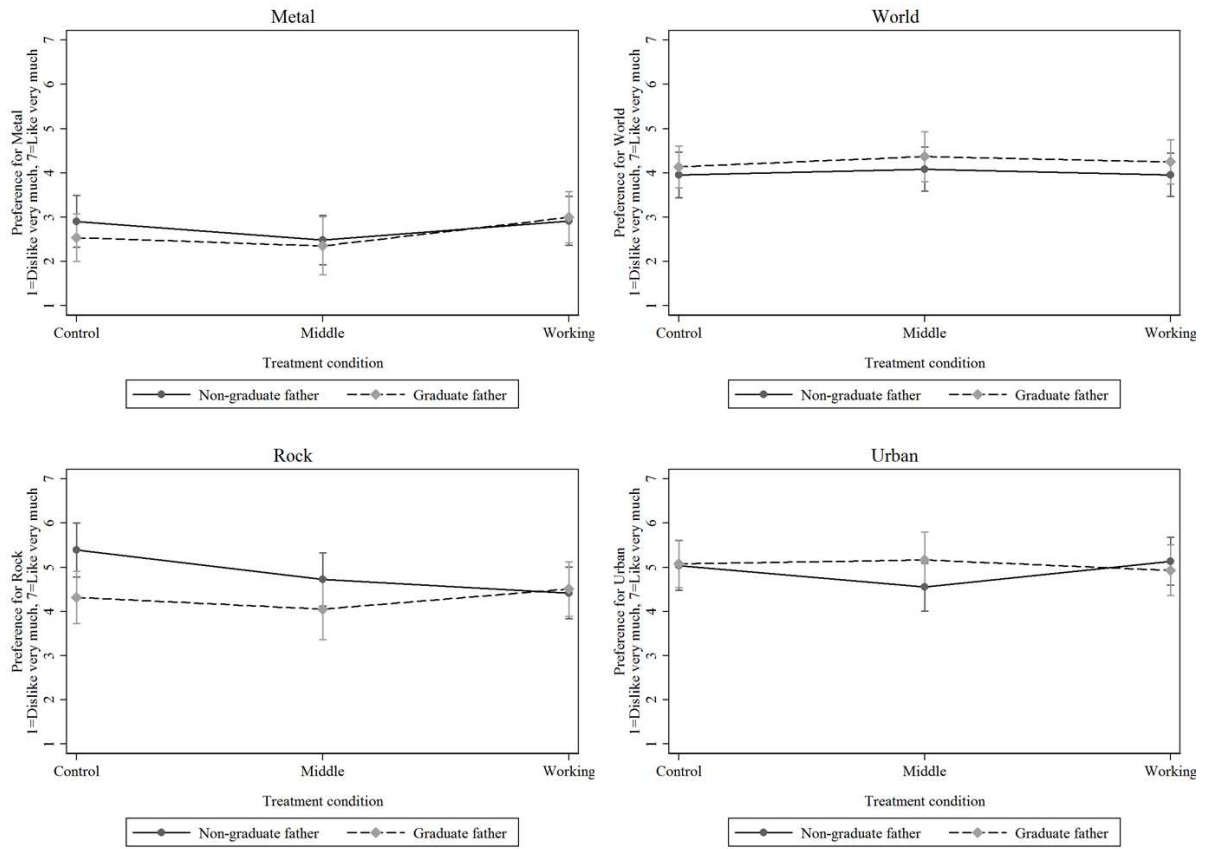 Metal
Preference for Metal
1=Dislike very much, 7=Like very much
7
6
5
4
3
2
1
Control Middle Working
Treatment condition
Non-graduate father Graduate father
World
Preference for World
1=Dislike very much, 7=Like very much
7
6
5
4
3
2
1
Control Middle Working
Treatment condition
Non-graduate father Graduate father
Rock
Preference for Rock
1=Dislike very much, 7=Like very much
7
6
5
4
3
2
1
Control Middle Working
Treatment condition
Non-graduate father Graduate father
Urban
Preference for Urban
1=Dislike very much, 7=Like very much
7
6
5
4
3
2
1
Control Middle Working
Treatment condition
Non-graduate father Graduate father